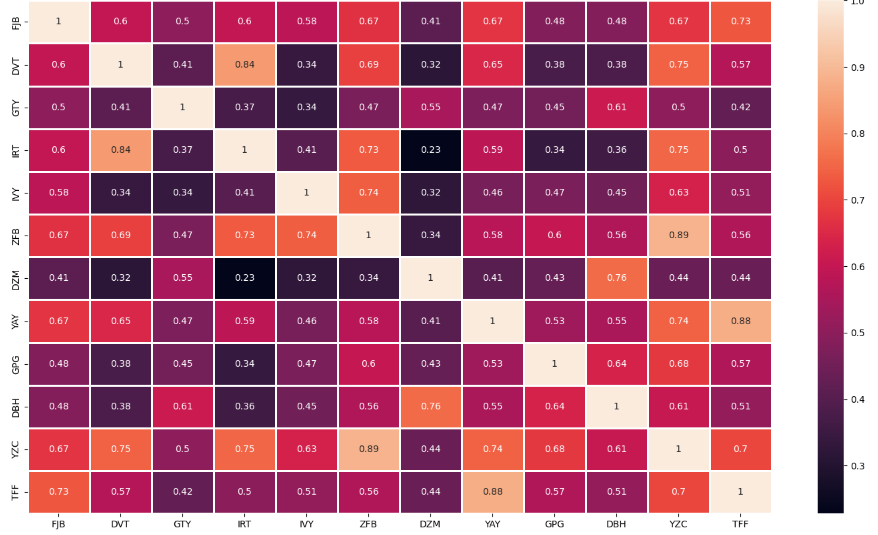 FJB 1 0.6 0.5 0.6 0.58 0.67 0.41 0.67 0.48 0.48 0.67 0.73
DVT 0.6 1 0.41 0.84 0.34 0.69 0.32 0.65 0.38 0.38 0.75 0.57
GTY 0.5 0.41 1 0.37 0.34 0.47 0.55 0.47 0.45 0.61 0.5 0.42
IRT 0.6 0.84 0.37 1 0.41 0.73 0.23 0.59 0.34 0.36 0.75 0.5
IVY 0.58 0.34 0.34 0.41 1 0.74 0.32 0.46 0.47 0.45 0.63 0.51
ZFB 0.67 0.69 0.47 0.73 0.74 1 0.34 0.58 0.6 0.56 0.89 0.56
DZM 0.41 0.32 0.55 0.23 0.32 0.34 1 0.41 0.43 0.76 0.44 0.44
YAY 0.67 0.65 0.47 0.59 0.46 0.58 0.41 1 0.53 0.55 0.74 0.88
GPG 0.48 0.38 0.45 0.34 0.47 0.6 0.43 0.53 1 0.64 0.68 0.57
DBH 0.48 0.38 0.61 0.36 0.45 0.56 0.76 0.55 0.64 1 0.61 0.51
YZC 0.67 0.75 0.5 0.75 0.63 0.89 0.44 0.74 0.68 0.61 1 0.7
TFF 0.73 0.57 0.42 0.5 0.51 0.56 0.44 0.88 0.57 0.51 0.7 1
FJB DVT GTY IRT IVY ZFB DZM YAY GPG DBH YZC TFF
1.0
0.9
0.8
0.7
0.6
0.5
0.4
0.3